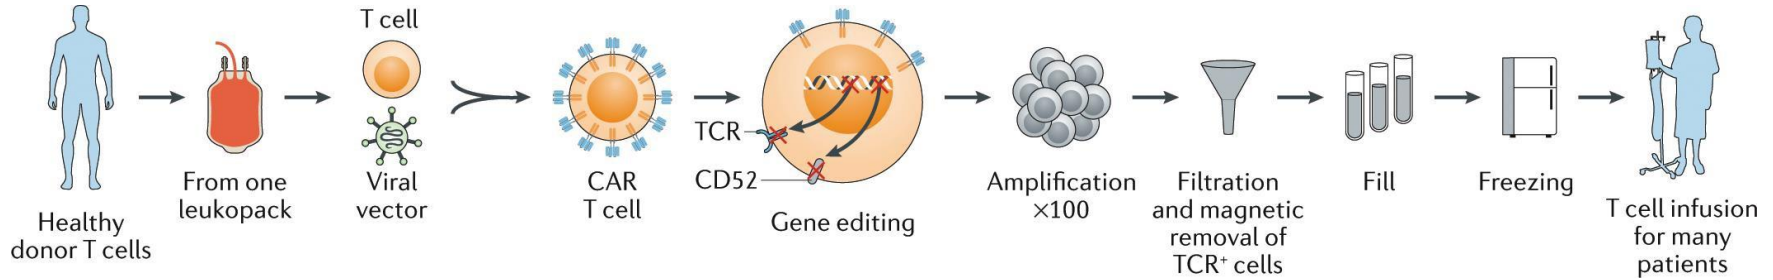 Healthy
donor T cells
From one
leukopack
T cell
Viral
vector
CAR
T cell
TCR
CD52
Gene editing
Amplification
×100
Filtration
and magnetic
removal of
TCR⁺ cells
Fill
Freezing
T cell infusion
for many
patients